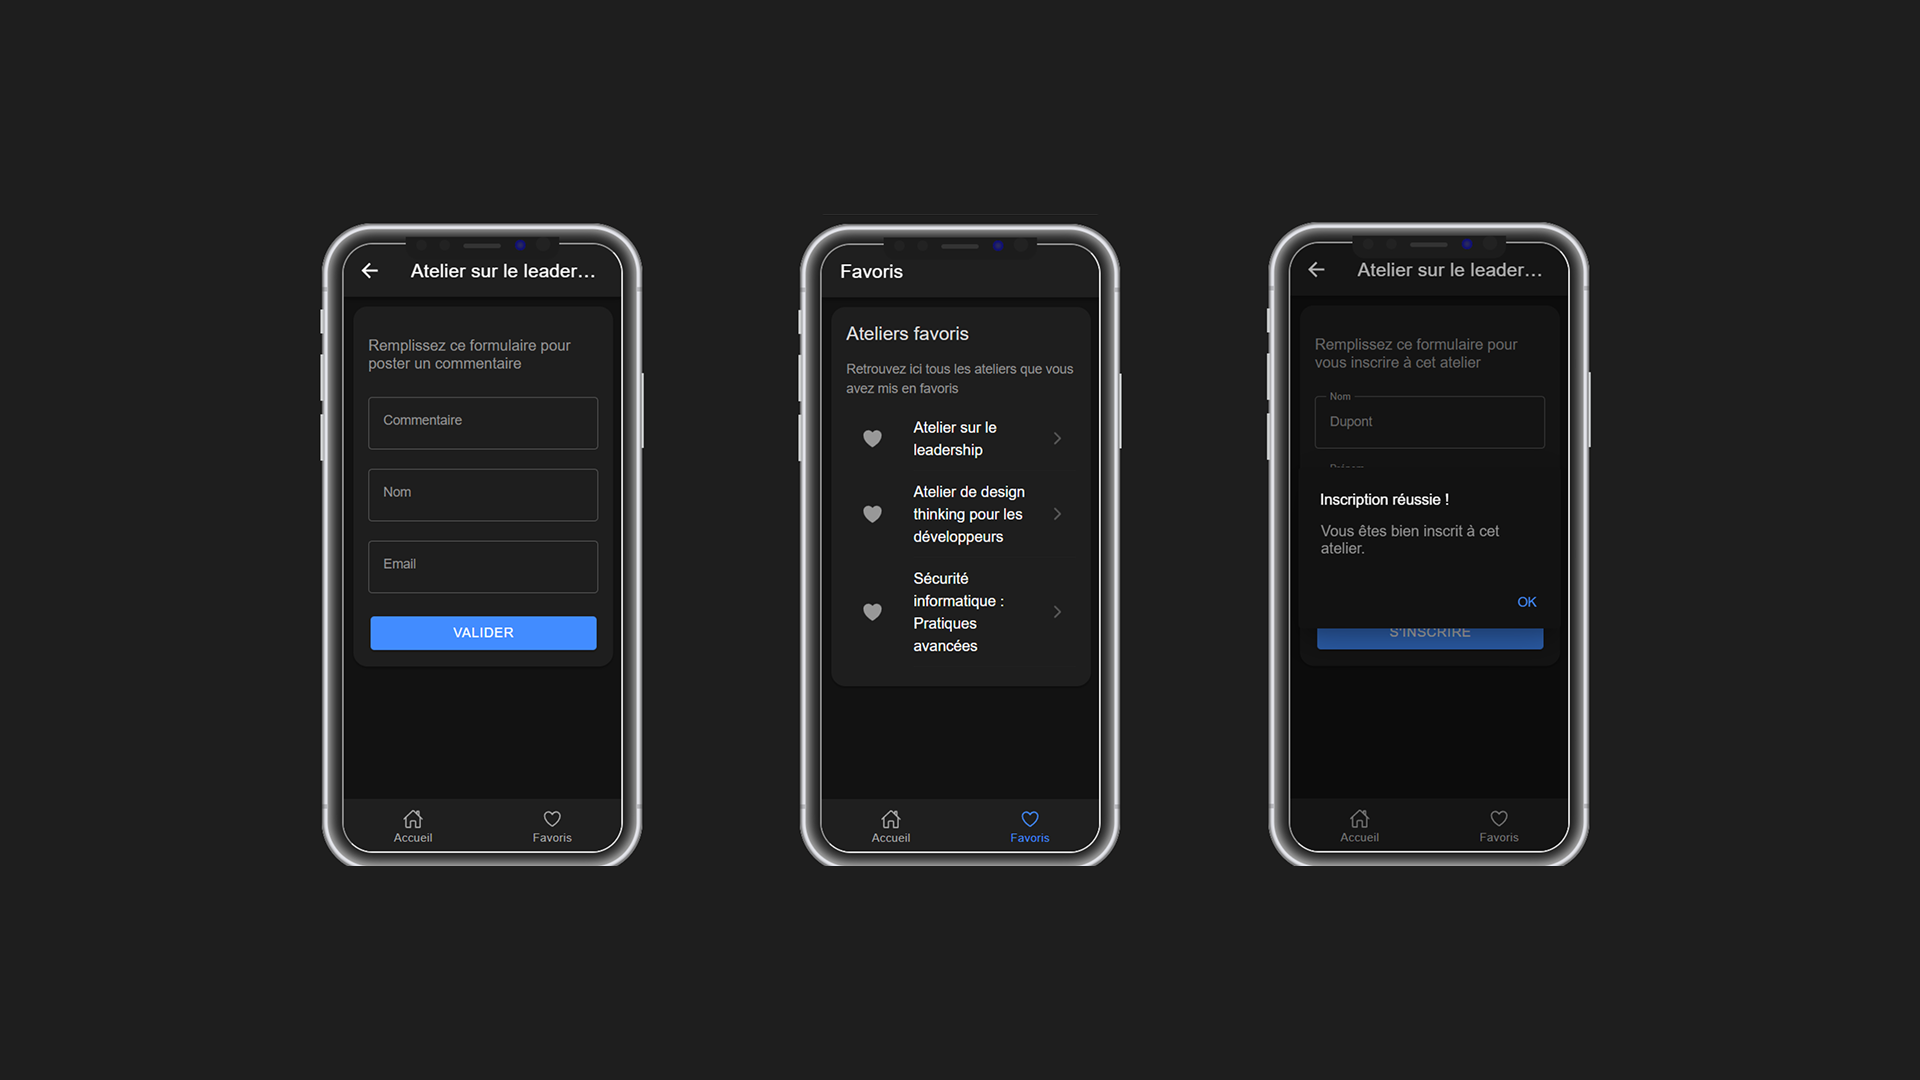 Atelier sur le leader...
Remplissez ce formulaire pour
poster un commentaire
Commentaire
Nom
Email
VALIDER
Accueil
Favoris
Favoris
Ateliers favoris
Retrouvez ici tous les ateliers que vous
avez mis en favoris
Atelier sur le
leadership
Atelier de design
thinking pour les
développeurs
Sécurité
informatique :
Pratiques
avancées
Accueil
Favoris
Atelier sur le leader...
Remplissez ce formulaire pour
vous inscrire à cet atelier
Nom
Dupont
Inscription réussie !
Vous êtes bien inscrit à cet
atelier.
OK
S'INSCRIRE
Accueil
Favoris